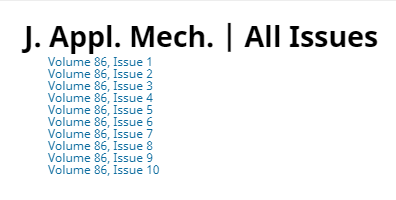 J. Appl. Mech. | All Issues
Volume 86, Issue 1
Volume 86, Issue 2
Volume 86, Issue 3
Volume 86, Issue 4
Volume 86, Issue 5
Volume 86, Issue 6
Volume 86, Issue 7
Volume 86, Issue 8
Volume 86, Issue 9
Volume 86, Issue 10